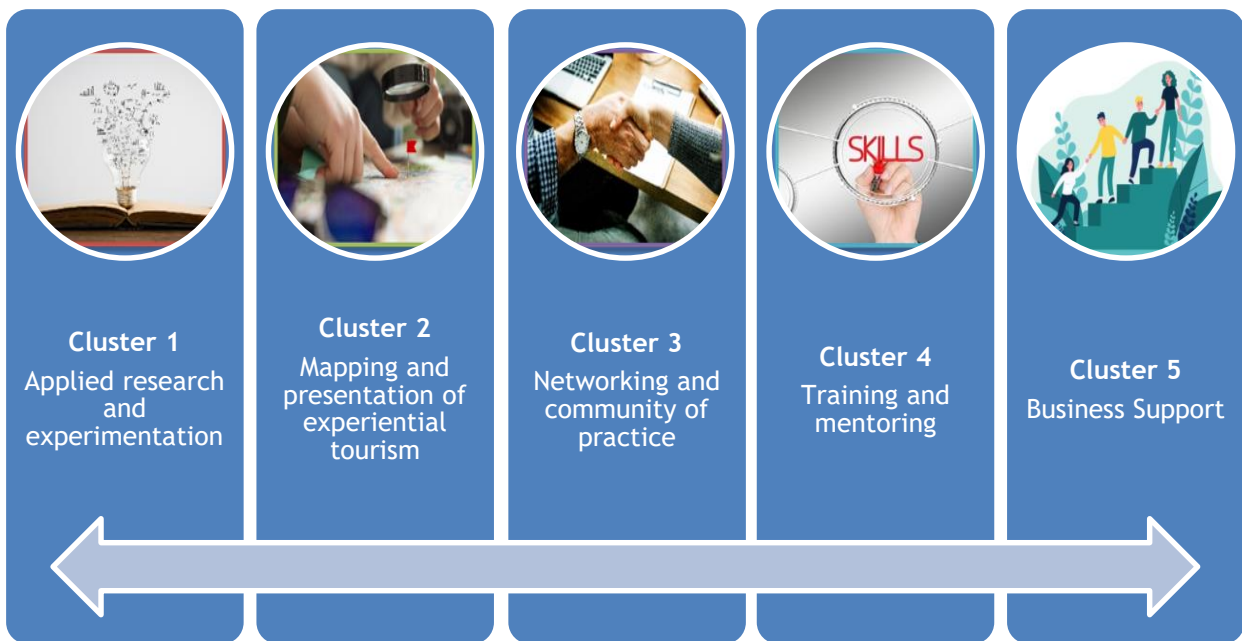 SKILLS
Cluster 1
Applied research
and
experimentation
Cluster 2
Mapping and
presentation of
experiential
tourism
Cluster 3
Networking and
community of
practice
Cluster 4
Training and
mentoring
Cluster 5
Business Support